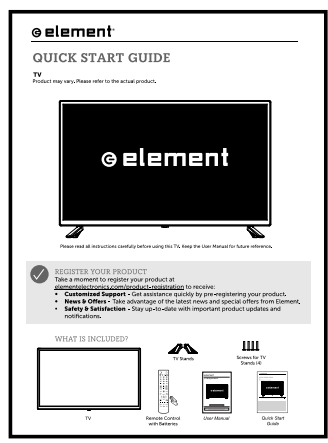 element
QUICK START GUIDE
TV
Product may vary. Please refer to the actual product.
element
Please read all instructions carefully before using this TV. Keep the User Manual for future reference.
REGISTER YOUR PRODUCT
Take a moment to register your product at
elementelectronics.com/product-registration to receive:
• Customized Support - Get assistance quickly by pre-registering your product.
• News & Offers - Take advantage of the latest news and special offers from Element.
• Safety & Satisfaction - Stay up-to-date with important product updates and
notifications.
WHAT IS INCLUDED?
TV Stands
Screws for TV
Stands (4)
TV
Remote Control
with Batteries
User Manual
Quick Start
Guide